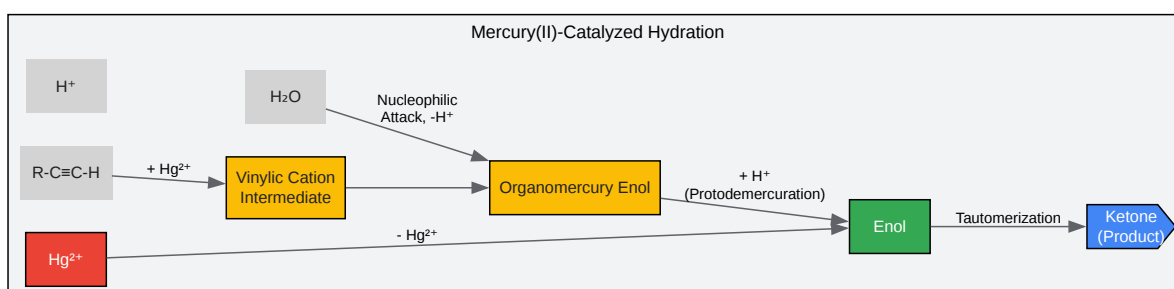 Mercury(II)-Catalyzed Hydration
H⁺
H₂O
Nucleophilic
Attack, -H⁺
R-C≡C-H
+ Hg²⁺
Vinylic Cation
Intermediate
Organomercury Enol
+ H⁺
(Protodemercuration)
Hg²⁺
- Hg²⁺
Enol
Tautomerization
Ketone
(Product)